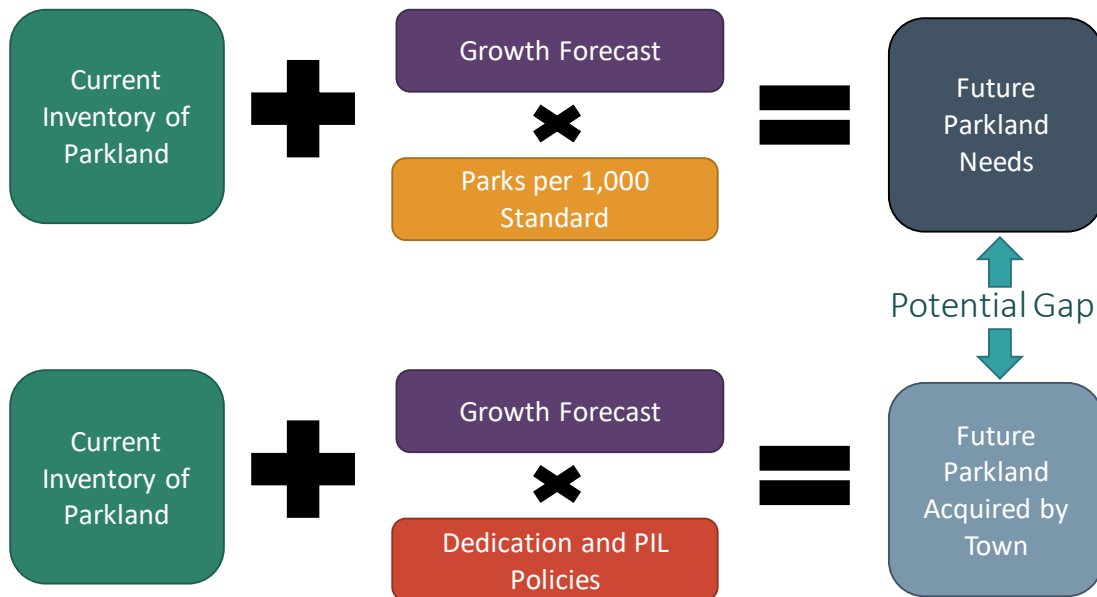 Current
Inventory of
Parkland
Growth Forecast
Parks per 1,000
Standard
Future
Parkland
Needs
Potential Gap
Current
Inventory of
Parkland
Growth Forecast
Dedication and PIL
Policies
Future
Parkland
Acquired by
Town